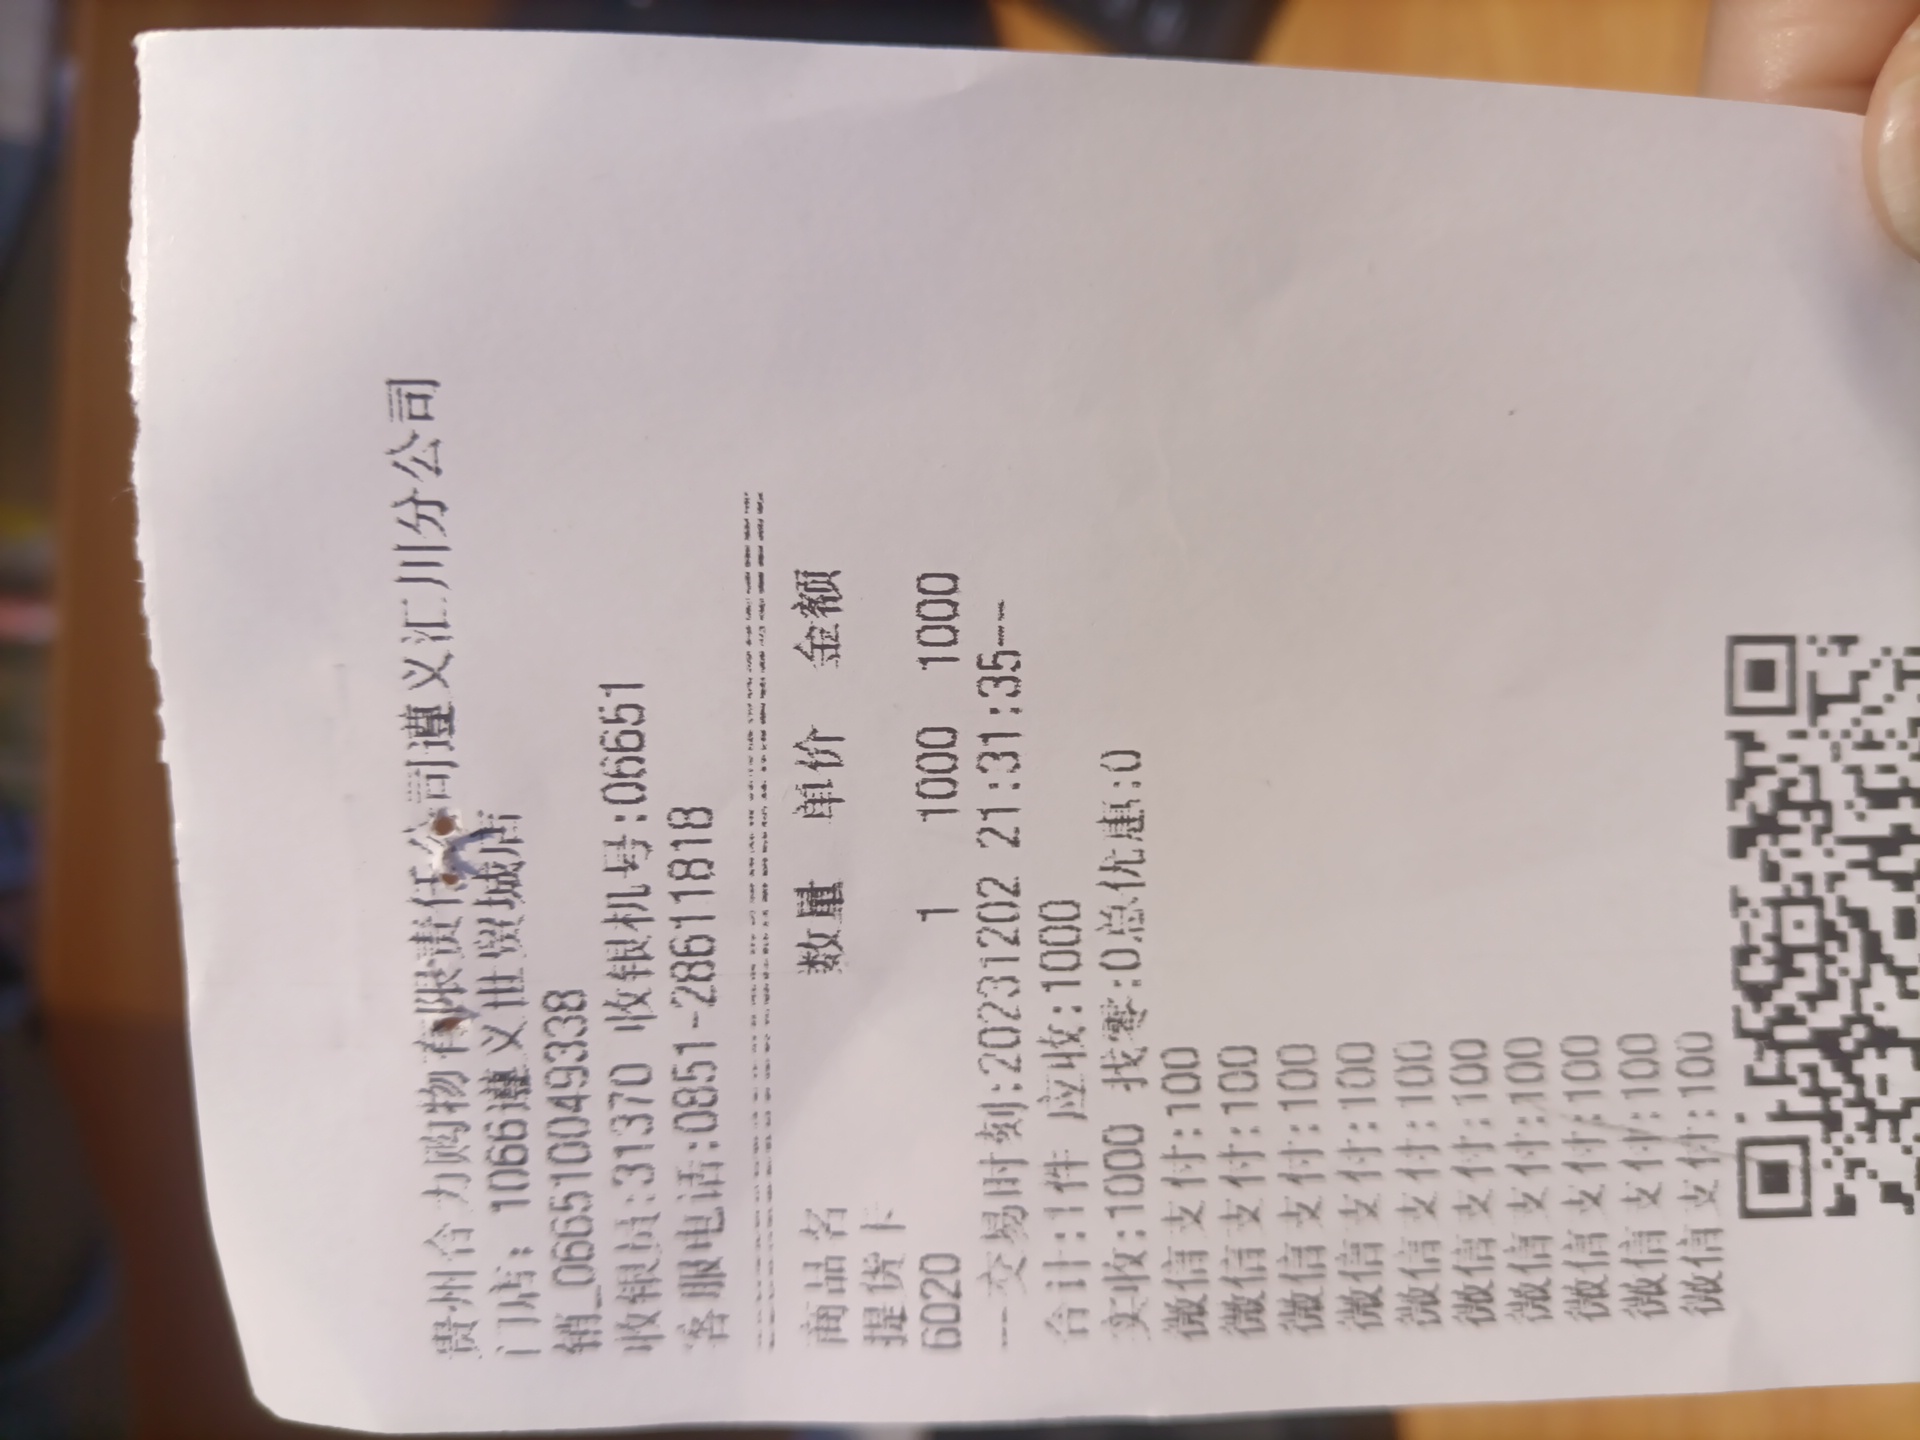 贵州合力购物有限责任公司遵义汇川分公司
门店：1066遵义世贸城店
销_066510049338
收银员:31370 收银机号:06651
客服电话:0851-28611818
商品名 数量 单价 金额
提货卡
6020 1 1000 1000
--交易时刻:20231202 21:31:35--
合计:1件 应收:1000
实收:1000 找零:0总优惠:0
微信支付:100
微信支付:100
微信支付:100
微信支付:100
微信支付:100
微信支付:100
微信支付:100
微信支付:100
微信支付:100
微信支付:100